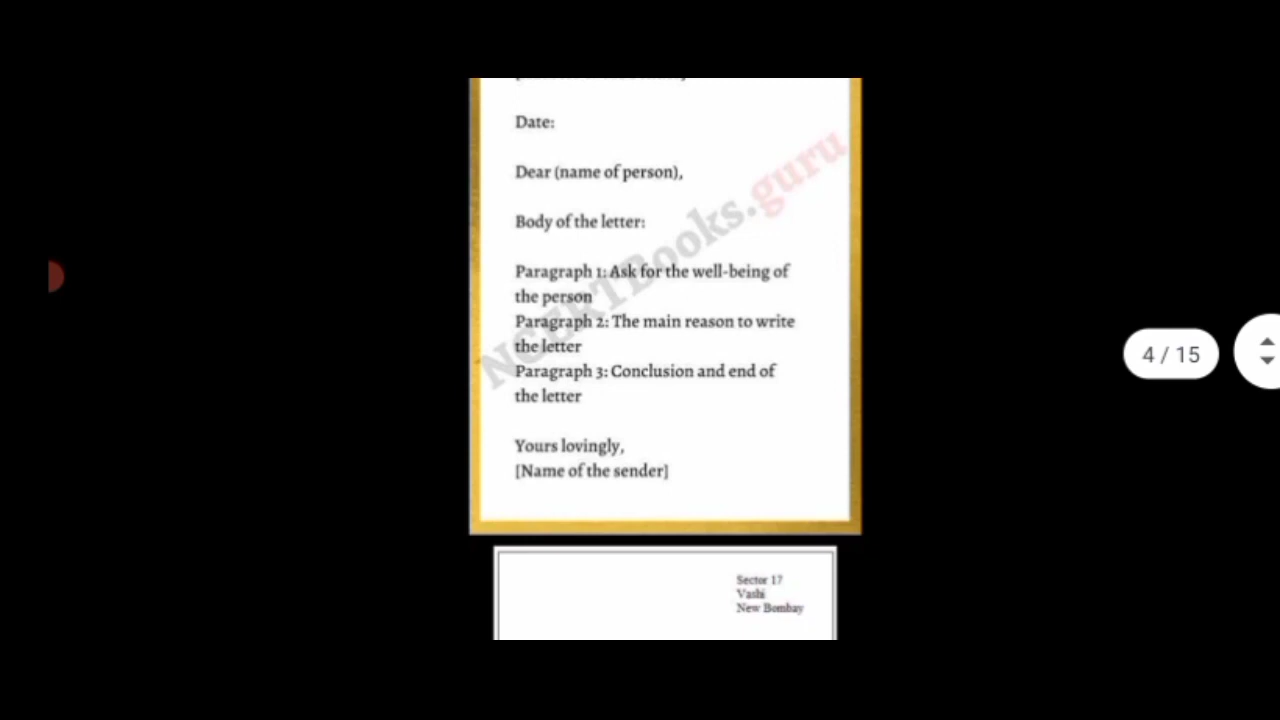 Date:
Dear (name of person),
Body of the letter:
Paragraph 1: Ask for the well-being of
the person
Paragraph 2: The main reason to write
the letter
Paragraph 3: Conclusion and end of
the letter
Yours lovingly,
[Name of the sender]
NCERTBooks.guru
4 / 15
Sector 17
Vashi
New Bombay